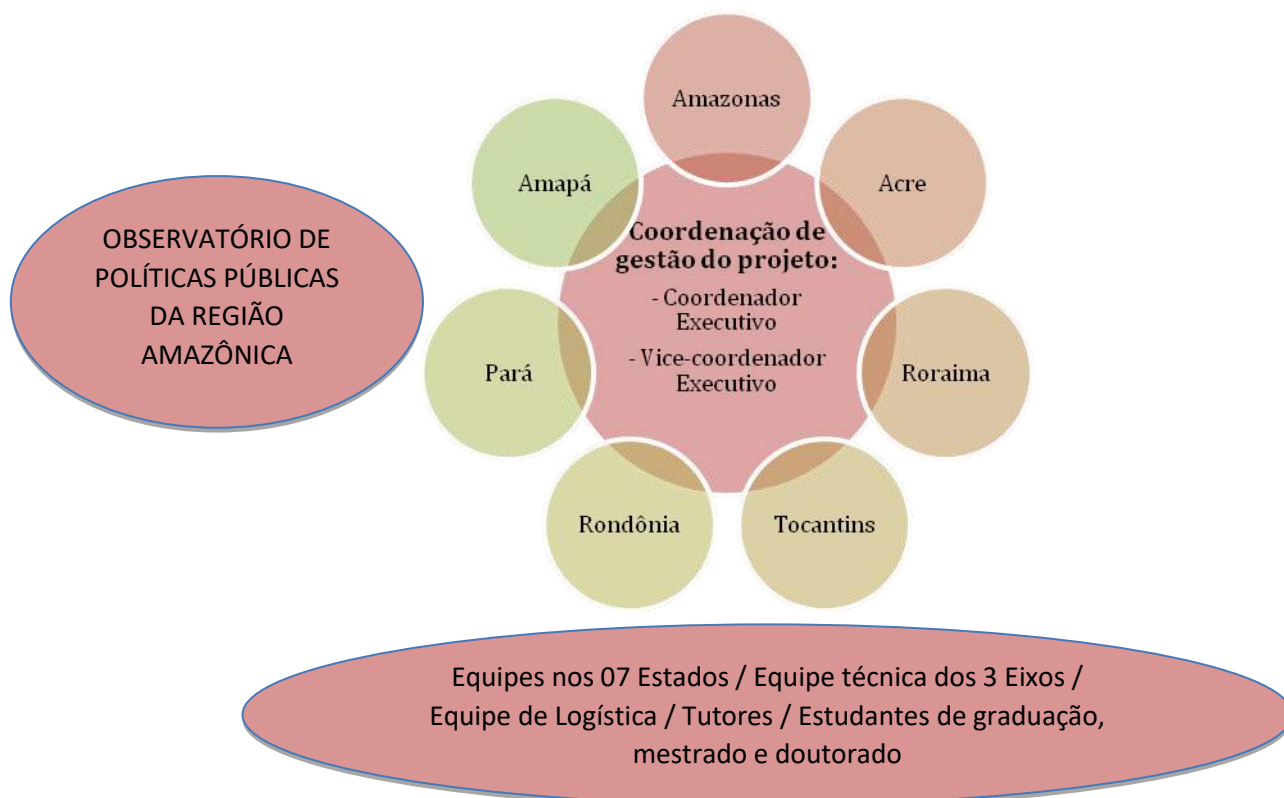 Amazonas
Amapá
Acre
OBSERVATÓRIO DE
POLÍTICAS PÚBLICAS
DA REGIÃO
AMAZÔNICA
Coordenação de
gestão do projeto:
- Coordenador
Executivo
- Vice-coordenador
Executivo
Pará
Roraima
Rondônia
Tocantins
Equipes nos 07 Estados / Equipe técnica dos 3 Eixos /
Equipe de Logística / Tutores / Estudantes de graduação,
mestrado e doutorado